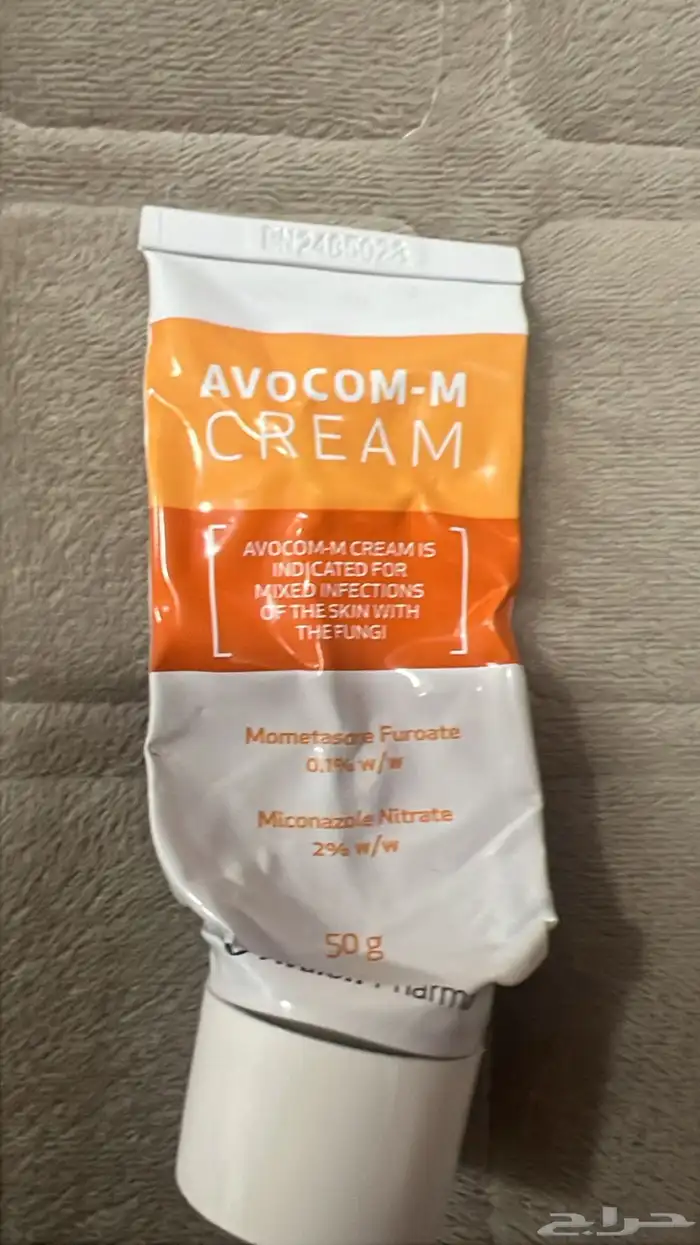 AVOCOM-M
CREAM
AVOCOM-M CREAM IS
INDICATED FOR
MIXED INFECTIONS
OF THE SKIN WITH
THE FUNGI
Mometasone Furoate
0.1% w/w
Miconazole Nitrate
2% w/w
50 g
Pharma
حراج